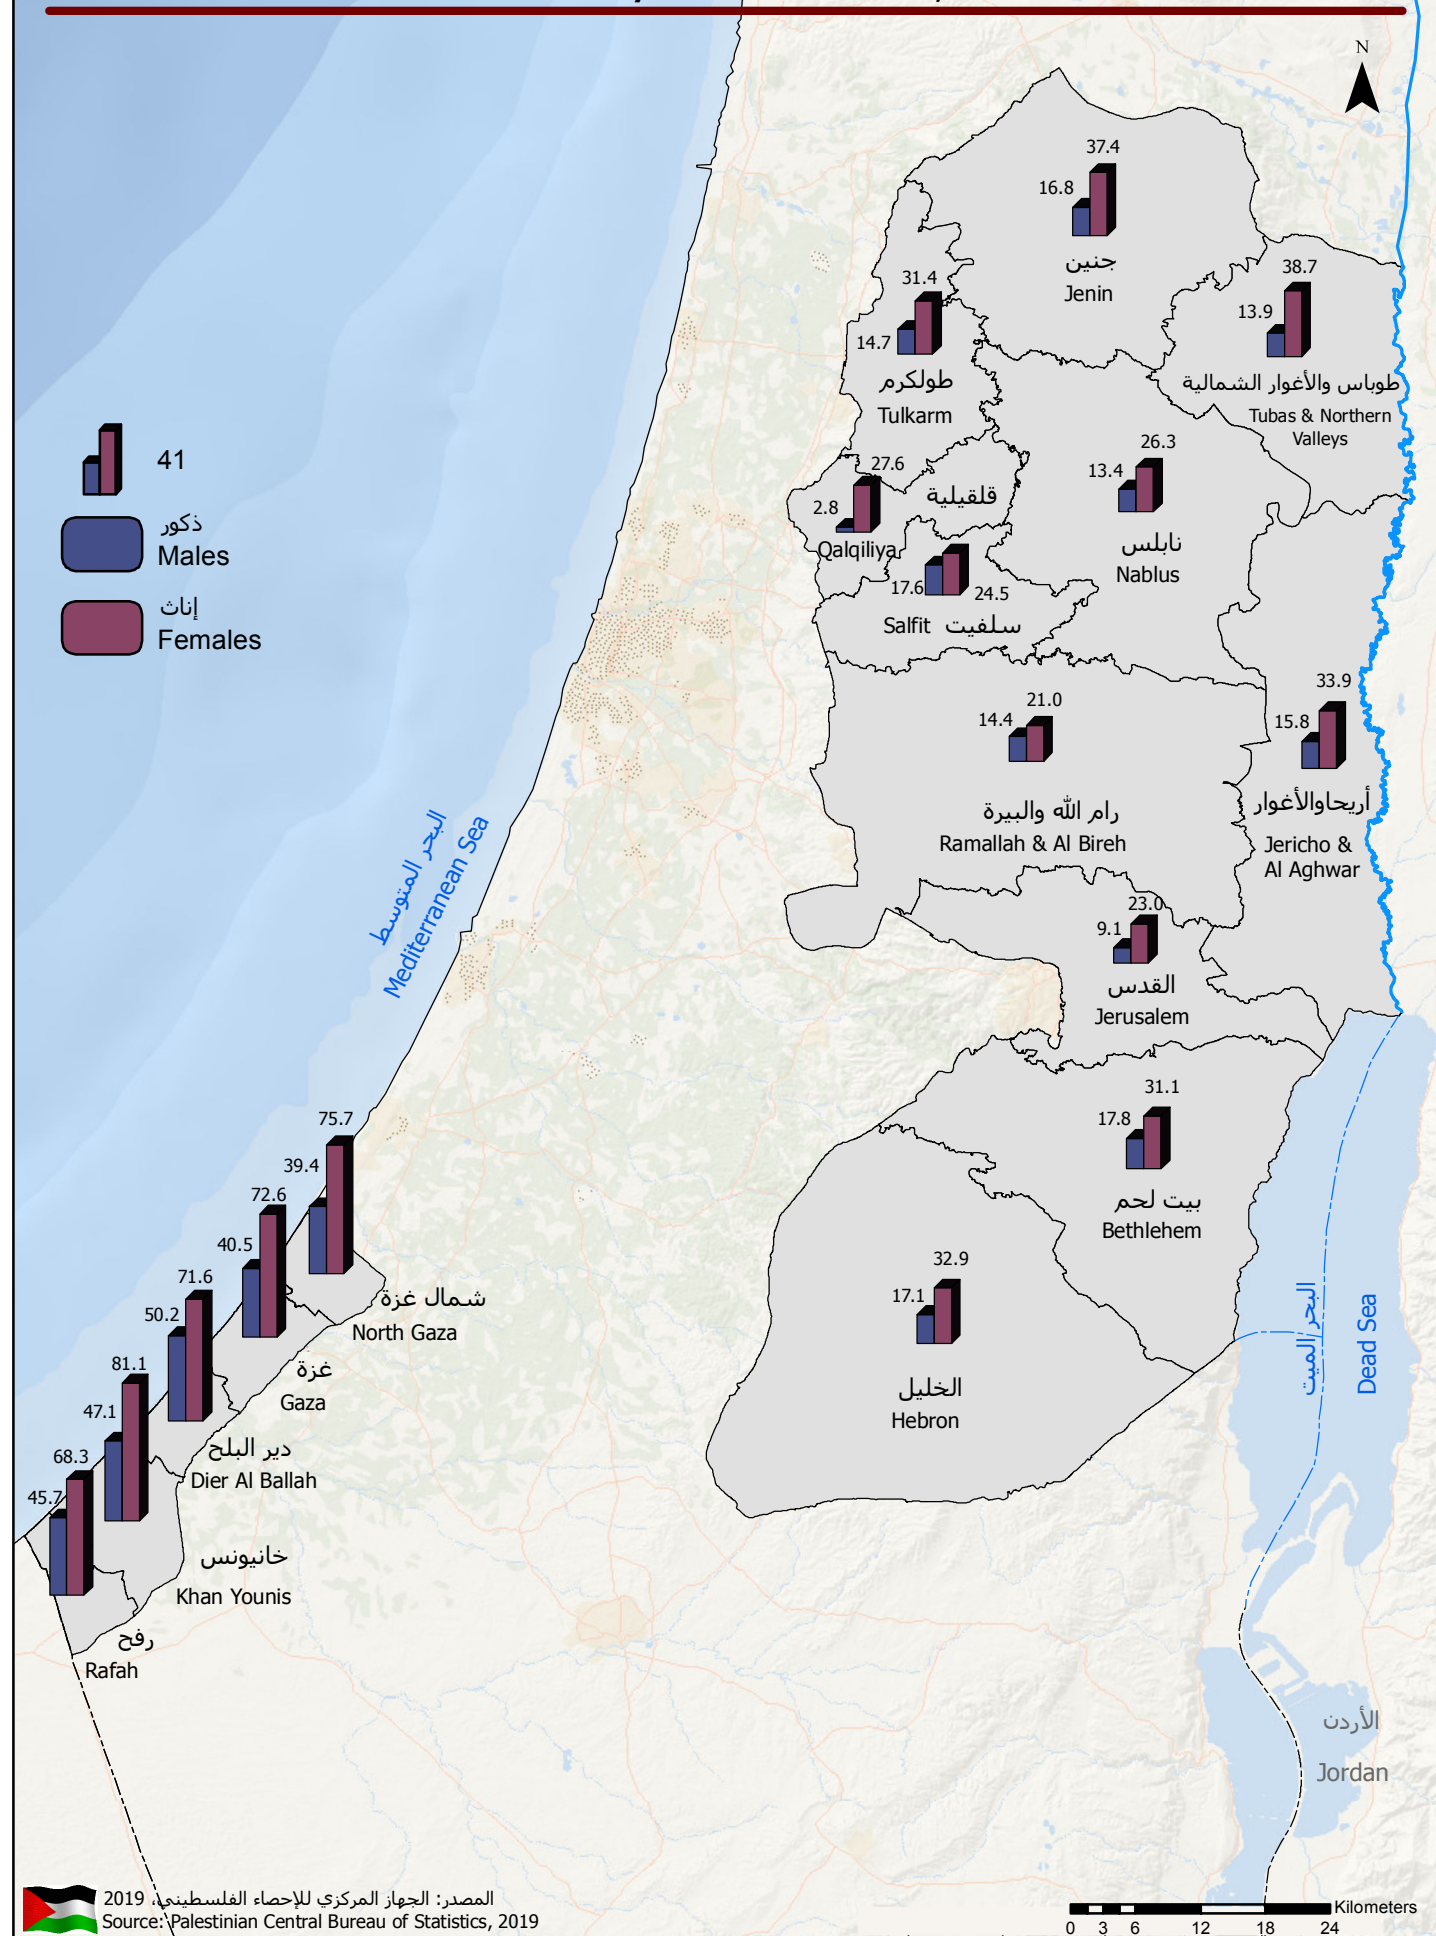 N
37.4
16.8
جنين
Jenin
38.7
13.9
طوباس والأغوار الشمالية
Tubas & Northern
Valleys
31.4
14.7
طولكرم
Tulkarm
41
ذكور
Males
إناث
Females
27.6
2.8
قلقيلية
Qalqiliya
26.3
13.4
نابلس
Nablus
17.6
24.5
Salfit سلفيت
33.9
15.8
أريحاوالأغوار
Jericho &
Al Aghwar
21.0
14.4
رام الله والبيرة
Ramallah & Al Bireh
البحر المتوسط
Mediterranean Sea
23.0
9.1
القدس
Jerusalem
31.1
17.8
بيت لحم
Bethlehem
32.9
17.1
الخليل
Hebron
البحر الميت
Dead Sea
75.7
39.4
شمال غزة
North Gaza
72.6
40.5
غزة
Gaza
71.6
50.2
دير البلح
Dier Al Ballah
81.1
47.1
خانيونس
Khan Younis
68.3
45.7
رفح
Rafah
الأردن
Jordan
المصدر: الجهاز المركزي للإحصاء الفلسطيني، 2019
Source: Palestinian Central Bureau of Statistics, 2019
Kilometers
0 3 6 12 18 24